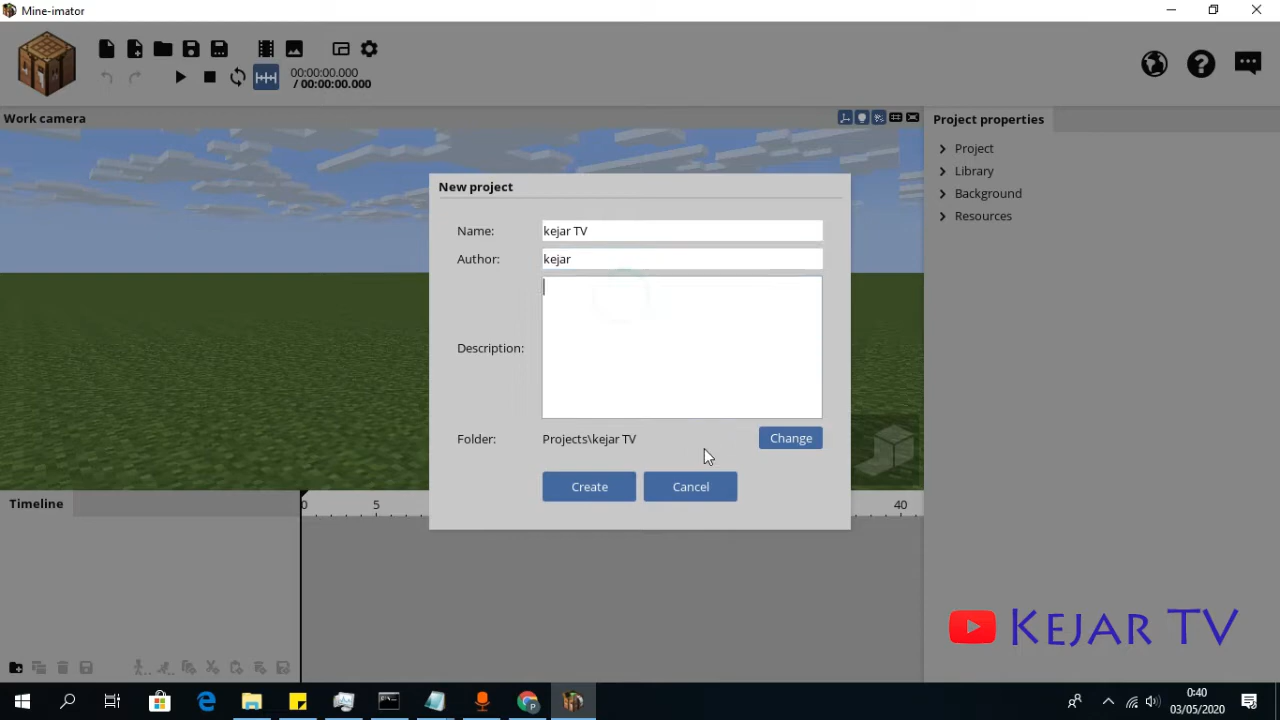 Mine-imator
00:00:00.000
/ 00:00:00.000
Work camera
Project properties
Project
Library
Background
Resources
New project
Name: kejar TV
Author: kejar
Description:
Folder: Projects\kejar TV Change
Create Cancel
Timeline
0 5 40
KEJAR TV
0:40
03/05/2020